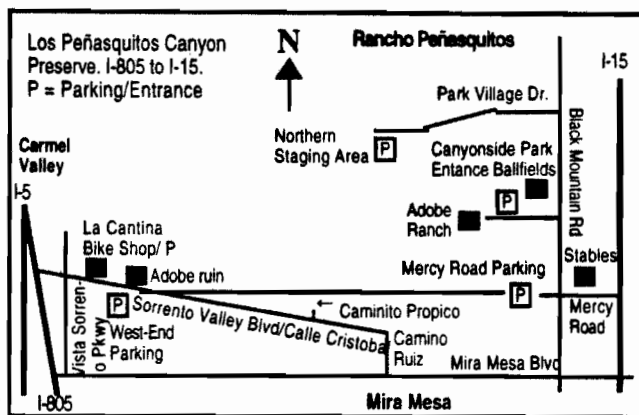 Los Peñasquitos Canyon
Preserve. I-805 to I-15.
P = Parking/Entrance
N
Rancho Peñasquitos
I-15
Park Village Dr.
Northern
Staging Area
P
Black Mountain Rd
Canyonside Park
Entance Ballfields
P
Adobe
Ranch
Carmel
Valley
I-5
La Cantina
Bike Shop/ P
Adobe ruin
Mercy Road Parking
P
Stables
Mercy
Road
Vista Sorren-
o Pkwy
P
West-End
Parking
Sorrento Valley Blvd/Calle Cristoba
← Caminito Propico
Camino
Ruiz
Mira Mesa Blvd
I-805
Mira Mesa